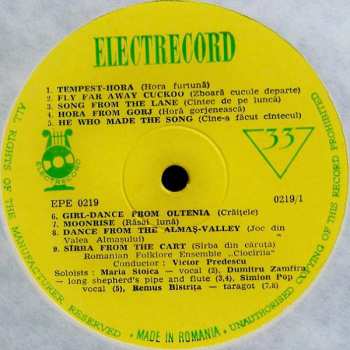 ELECTRECORD
1. TEMPEST-HORA (Hora furtună)
2. FLY FAR AWAY CUCKOO (Zboară cucule departe)
3. SONG FROM THE LANE (Cîntec de pe luncă)
4. HORA FROM GORJ (Horă gorjenească)
5. HE WHO MADE THE SONG (Cine-a făcut cîntecul)
ELECTRECORD
33
EPE 0219
0219/1
6. GIRL-DANCE FROM OLTENIA (Crăițele)
7. MOONRISE (Răsai lună)
8. DANCE FROM THE ALMAȘ-VALLEY (Joc din
Valea Almașului)
9. SÎRBA FROM THE CART (Sîrba din căruță)
Romanian Folklore Ensemble „Ciocîrlia"
Conductor : Victor Predescu
Soloists : Maria Stoica — vocal (2), Dumitru Zamfira,
— long shepherd's pipe and flute (3,4), Simion Pop
— vocal (5), Remus Bistrița — taragot (7,8)
ALL RIGHTS OF THE MANUFACTURER RESERVED • MADE IN ROMANIA • UNAUTHORISED COPYING OF THIS RECORD PROHIBITED